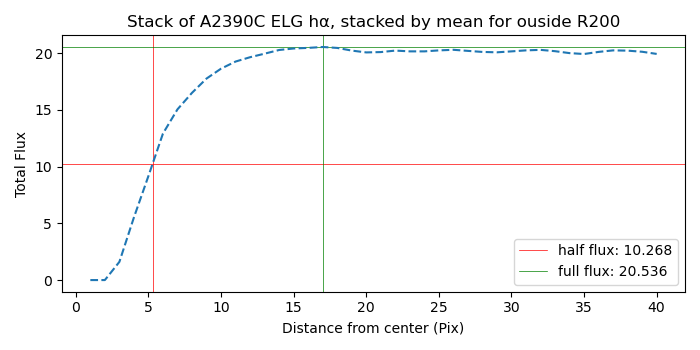 Stack of A2390C ELG hα, stacked by mean for ouside R200
Total Flux
20
15
10
5
0
half flux: 10.268
full flux: 20.536
0 5 10 15 20 25 30 35 40
Distance from center (Pix)